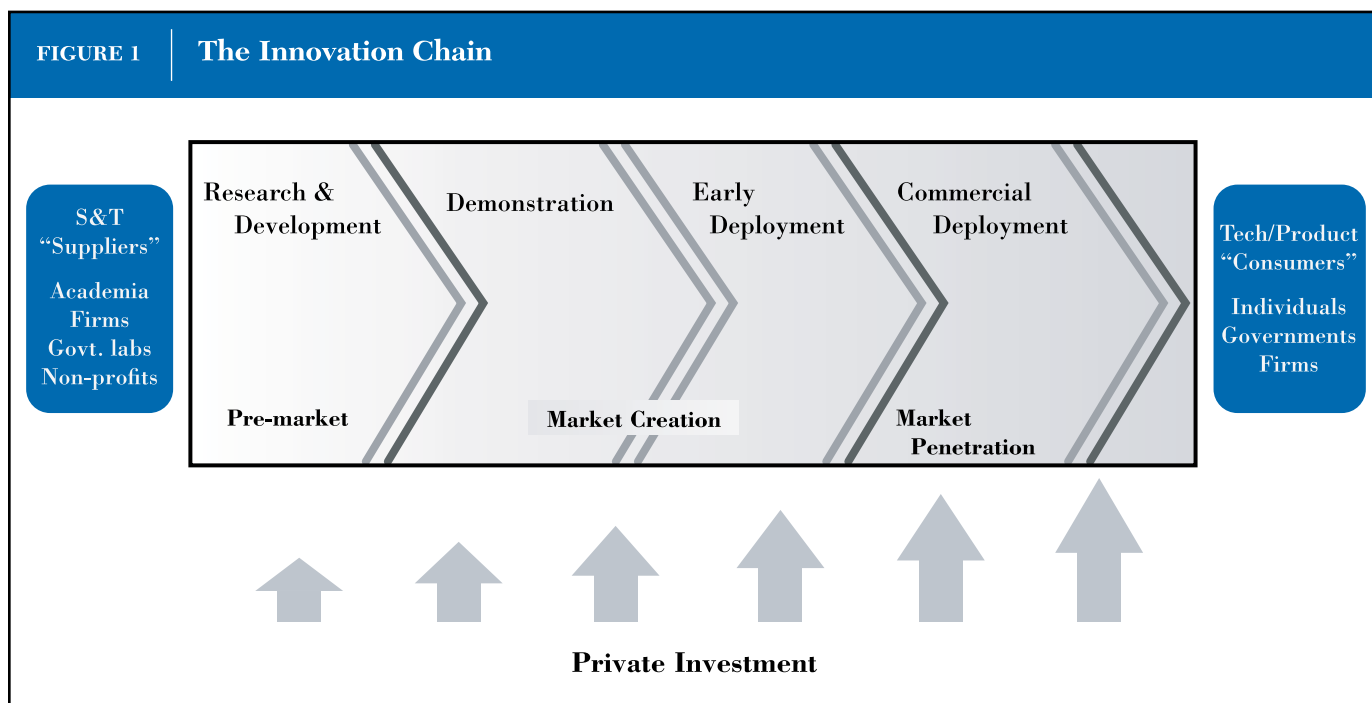 FIGURE 1
The Innovation Chain
S&T
“Suppliers”
Academia
Firms
Govt. labs
Non-profits
Research &
Development
Demonstration
Early
Deployment
Commercial
Deployment
Pre-market
Market Creation
Market
Penetration
Tech/Product
“Consumers”
Individuals
Governments
Firms
Private Investment